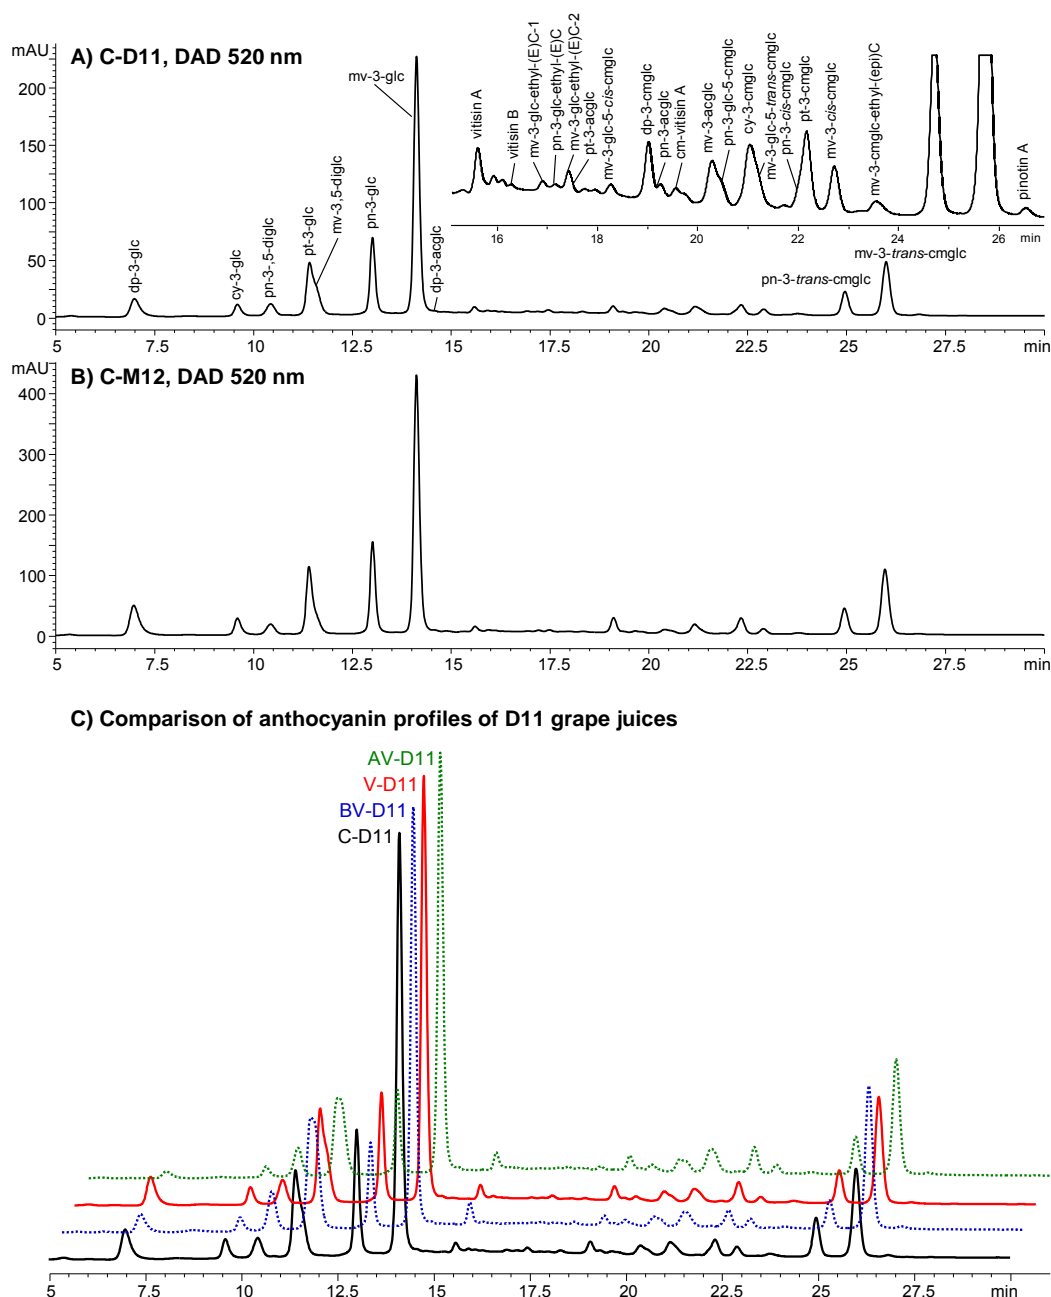 A) C-D11, DAD 520 nm
mAU
200
150
100
50
0
dp-3-glc
cy-3-glc
pn-3-,5-diglc
pt-3-glc
mv-3,5-diglc
pn-3-glc
mv-3-glc
dp-3-acglc
vitisin A
vitisin B
mv-3-glc-ethyl-(E)C-1
pn-3-glc-ethyl-(E)C
mv-3-glc-ethyl-(E)C-2
pt-3-acglc
mv-3-glc-5-cis-cmglc
dp-3-cmglc
pn-3-acglc
cm-vitisin A
mv-3-acglc
pn-3-glc-5-cmglc
cy-3-cmglc
mv-3-glc-5-trans-cmglc
pn-3-cis-cmglc
pt-3-cmglc
mv-3-cis-cmglc
mv-3-cmglc-ethyl-(epi)C
pinotin A
16 18 20 22 24 26 min
mv-3-trans-cmglc
pn-3-trans-cmglc
5 7.5 10 12.5 15 17.5 20 22.5 25 27.5 min
B) C-M12, DAD 520 nm
mAU
400
300
200
100
0
5 7.5 10 12.5 15 17.5 20 22.5 25 27.5 min
C) Comparison of anthocyanin profiles of D11 grape juices
AV-D11
V-D11
BV-D11
C-D11
5 7.5 10 12.5 15 17.5 20 22.5 25 27.5 min